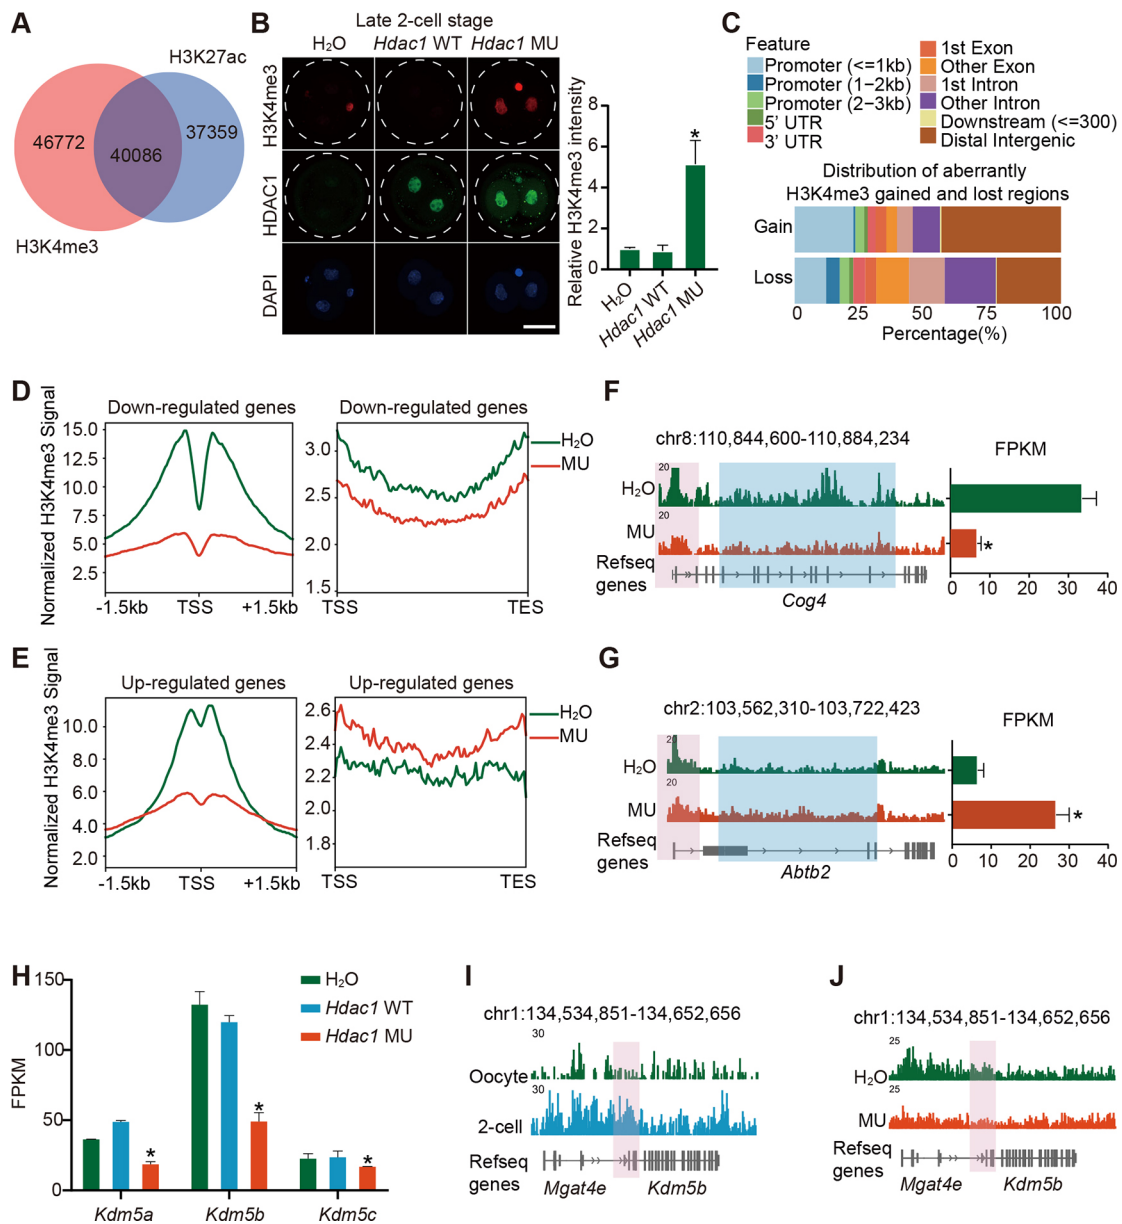 A
H3K27ac
46772
40086
37359
H3K4me3
B
Late 2-cell stage
H₂O
Hdac1 WT
Hdac1 MU
H3K4me3
HDAC1
DAPI
Relative H3K4me3 intensity
8
6
4
2
0
*
H₂O
Hdac1 WT
Hdac1 MU
C
Feature
Promoter (<=1kb)
Promoter (1-2kb)
Promoter (2-3kb)
5' UTR
3' UTR
1st Exon
Other Exon
1st Intron
Other Intron
Downstream (<=300)
Distal Intergenic
Distribution of aberrantly
H3K4me3 gained and lost regions
Gain
Loss
0 25 50 75 100
Percentage(%)
D
Normalized H3K4me3 Signal
Down-regulated genes
15.0
12.5
10.0
7.5
5.0
2.5
-1.5kb TSS +1.5kb
Down-regulated genes
3.0
2.5
2.0
1.5
TSS TES
H₂O
MU
E
Normalized H3K4me3 Signal
Up-regulated genes
10.0
8.0
6.0
4.0
2.0
-1.5kb TSS +1.5kb
Up-regulated genes
2.6
2.4
2.2
2.0
1.8
TSS TES
H₂O
MU
F
chr8:110,844,600-110,884,234
20
H₂O
20
MU
Refseq
genes
Cog4
FPKM
*
0 10 20 30 40
G
chr2:103,562,310-103,722,423
20
H₂O
20
MU
Refseq
genes
Abtb2
FPKM
*
0 10 20 30 40
H
FPKM
150
100
50
0
H₂O
Hdac1 WT
Hdac1 MU
*
*
*
Kdm5a Kdm5b Kdm5c
I
chr1:134,534,851-134,652,656
30
Oocyte
30
2-cell
Refseq
genes
Mgat4e Kdm5b
J
chr1:134,534,851-134,652,656
25
H₂O
25
MU
Refseq
genes
Mgat4e Kdm5b